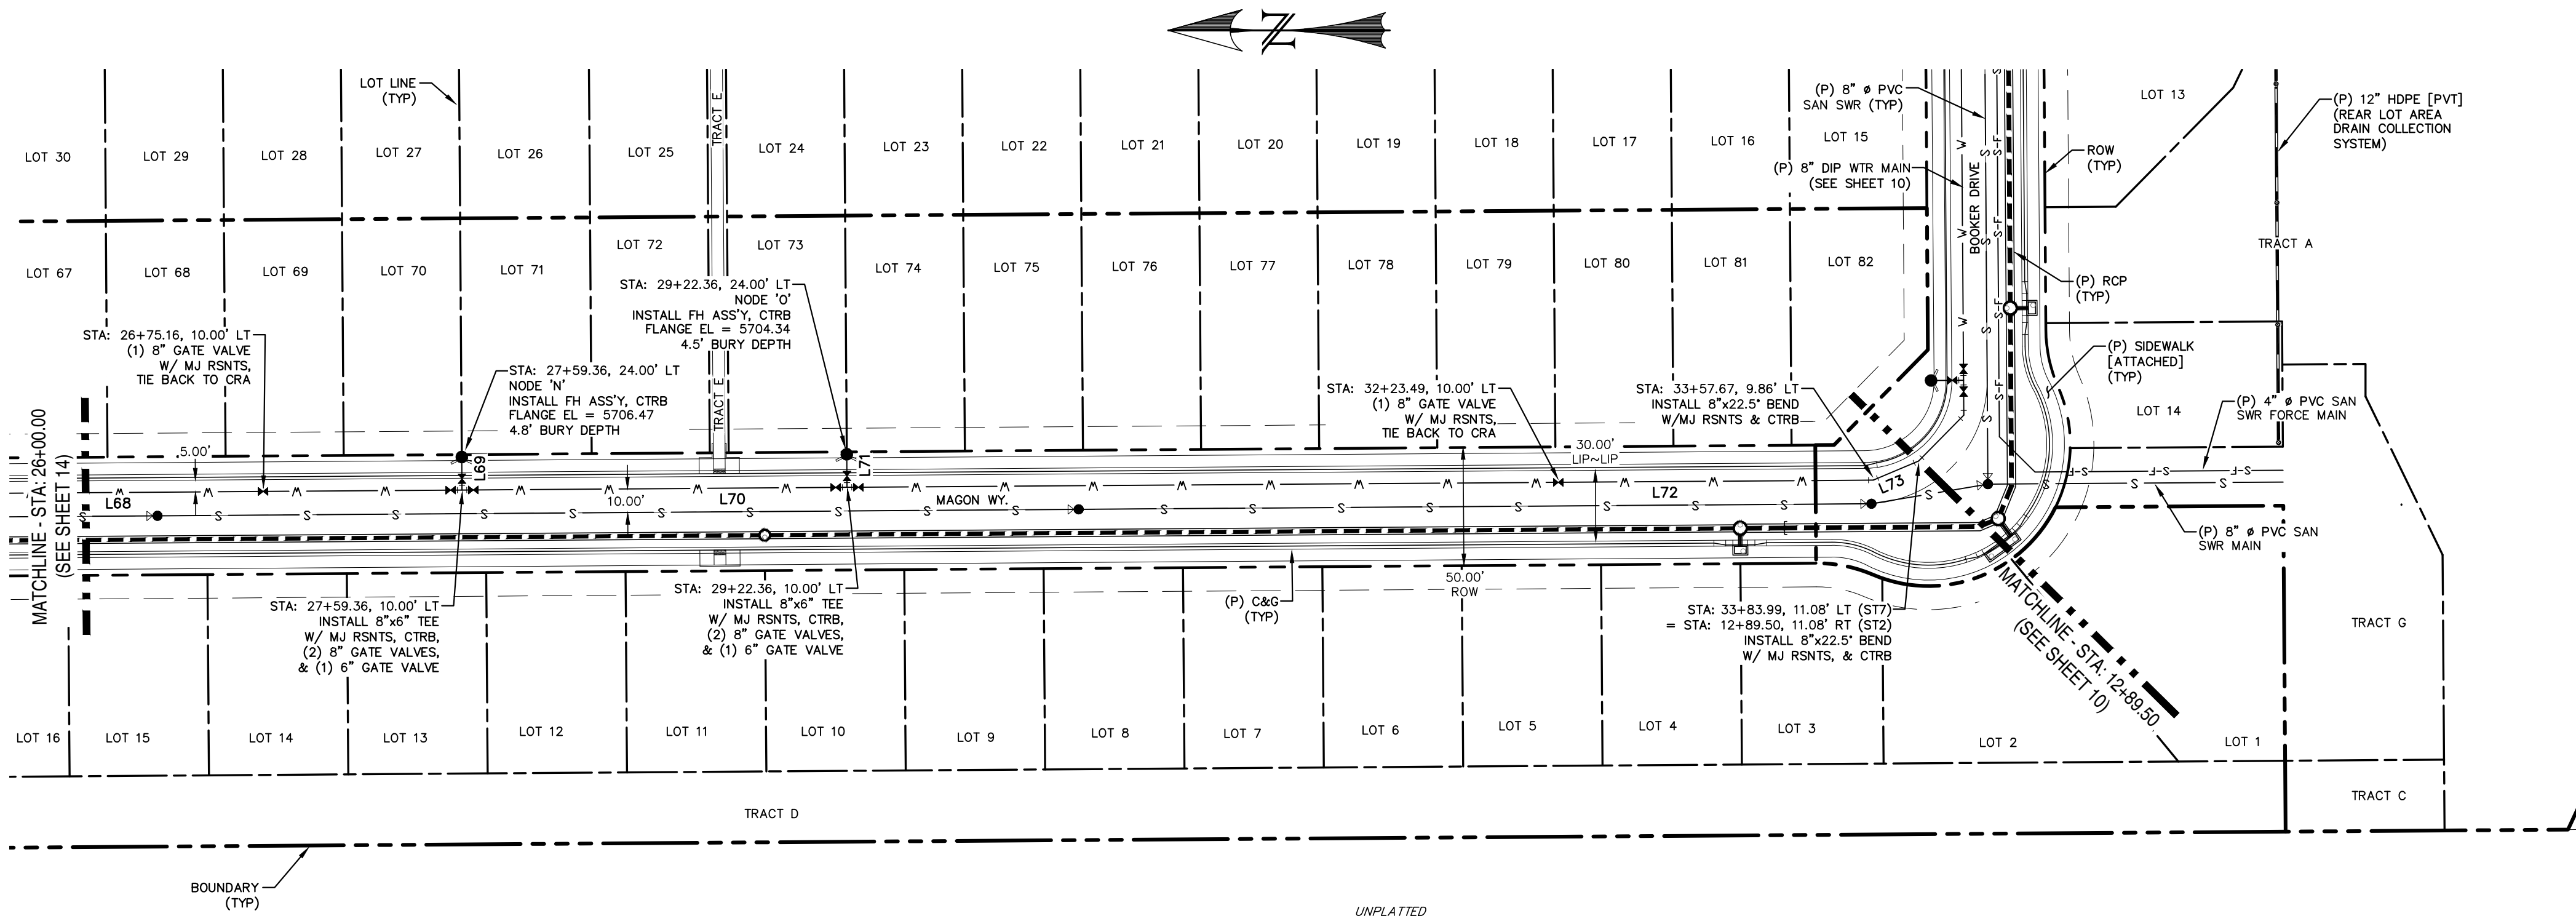 N
LOT LINE
(TYP)
LOT 30
LOT 29
LOT 28
LOT 27
LOT 26
LOT 25
TRACT E
LOT 24
LOT 23
LOT 22
LOT 21
LOT 20
LOT 19
LOT 18
LOT 17
LOT 16
LOT 15
(P) 8" ø PVC
SAN SWR (TYP)
(P) 8" DIP WTR MAIN
(SEE SHEET 10)
BOOKER DRIVE
LOT 13
ROW
(TYP)
(P) 12" HDPE [PVT]
(REAR LOT AREA
DRAIN COLLECTION
SYSTEM)
TRACT A
(P) RCP
(TYP)
(P) SIDEWALK
[ATTACHED]
(TYP)
LOT 14
(P) 4" ø PVC SAN
SWR FORCE MAIN
(P) 8" ø PVC SAN
SWR MAIN
LOT 67
LOT 68
LOT 69
LOT 70
LOT 71
LOT 72
LOT 73
LOT 74
LOT 75
LOT 76
LOT 77
LOT 78
LOT 79
LOT 80
LOT 81
LOT 82
STA: 26+75.16, 10.00' LT
(1) 8" GATE VALVE
W/ MJ RSNTS,
TIE BACK TO CRA
STA: 27+59.36, 24.00' LT
NODE 'N'
INSTALL FH ASS'Y, CTRB
FLANGE EL = 5706.47
4.8' BURY DEPTH
STA: 29+22.36, 24.00' LT
NODE 'O'
INSTALL FH ASS'Y, CTRB
FLANGE EL = 5704.34
4.5' BURY DEPTH
TRACT E
STA: 32+23.49, 10.00' LT
(1) 8" GATE VALVE
W/ MJ RSNTS,
TIE BACK TO CRA
STA: 33+57.67, 9.86' LT
INSTALL 8"x22.5° BEND
W/MJ RSNTS & CTRB
MATCHLINE - STA: 26+00.00
(SEE SHEET 14)
5.00'
L68
L69
10.00'
L70
L71
MAGON WY.
30.00'
LIP~LIP
L72
L73
50.00'
ROW
(P) C&G
(TYP)
STA: 27+59.36, 10.00' LT
INSTALL 8"x6" TEE
W/ MJ RSNTS, CTRB,
(2) 8" GATE VALVES,
& (1) 6" GATE VALVE
STA: 29+22.36, 10.00' LT
INSTALL 8"x6" TEE
W/ MJ RSNTS, CTRB,
(2) 8" GATE VALVES,
& (1) 6" GATE VALVE
STA: 33+83.99, 11.08' LT (ST7)
= STA: 12+89.50, 11.08' RT (ST2)
INSTALL 8"x22.5° BEND
W/ MJ RSNTS, & CTRB
MATCHLINE - STA: 12+89.50
(SEE SHEET 10)
LOT 16
LOT 15
LOT 14
LOT 13
LOT 12
LOT 11
LOT 10
LOT 9
LOT 8
LOT 7
LOT 6
LOT 5
LOT 4
LOT 3
LOT 2
LOT 1
TRACT G
TRACT C
TRACT D
BOUNDARY
(TYP)
UNPLATTED